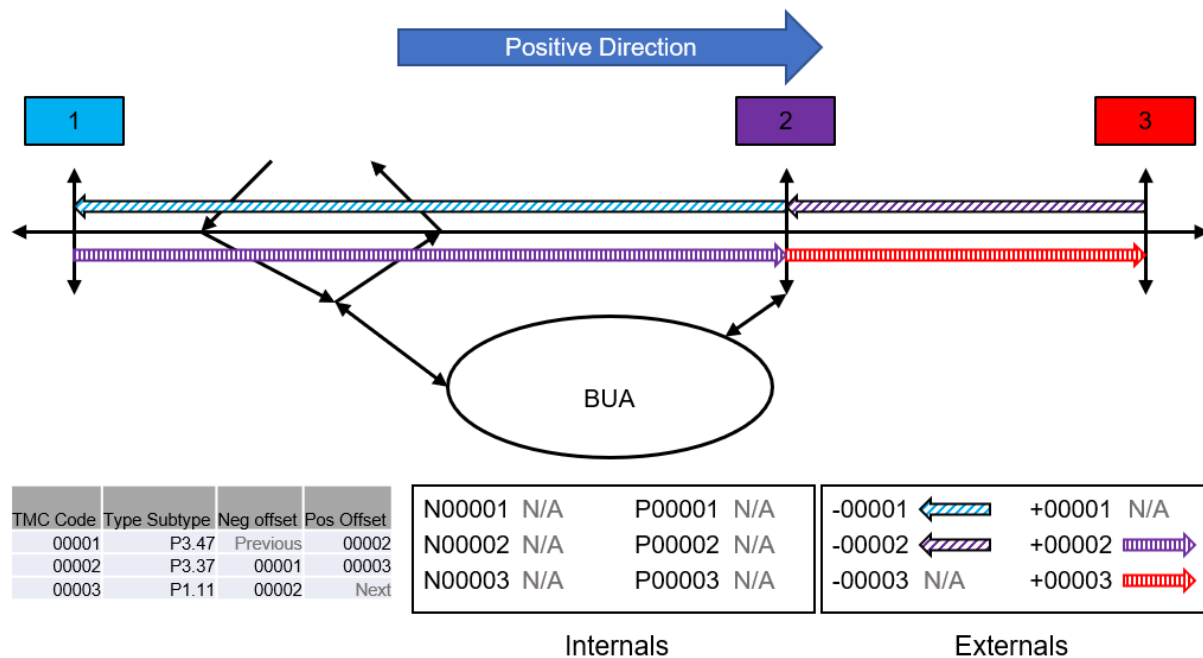 Positive Direction
1
2
3
BUA
TMC Code Type Subtype Neg offset Pos Offset
00001 P3.47 Previous 00002
00002 P3.37 00001 00003
00003 P1.11 00002 Next
N00001 N/A P00001 N/A
N00002 N/A P00002 N/A
N00003 N/A P00003 N/A
Internals
-00001 +00001 N/A
-00002 +00002
-00003 N/A +00003
Externals